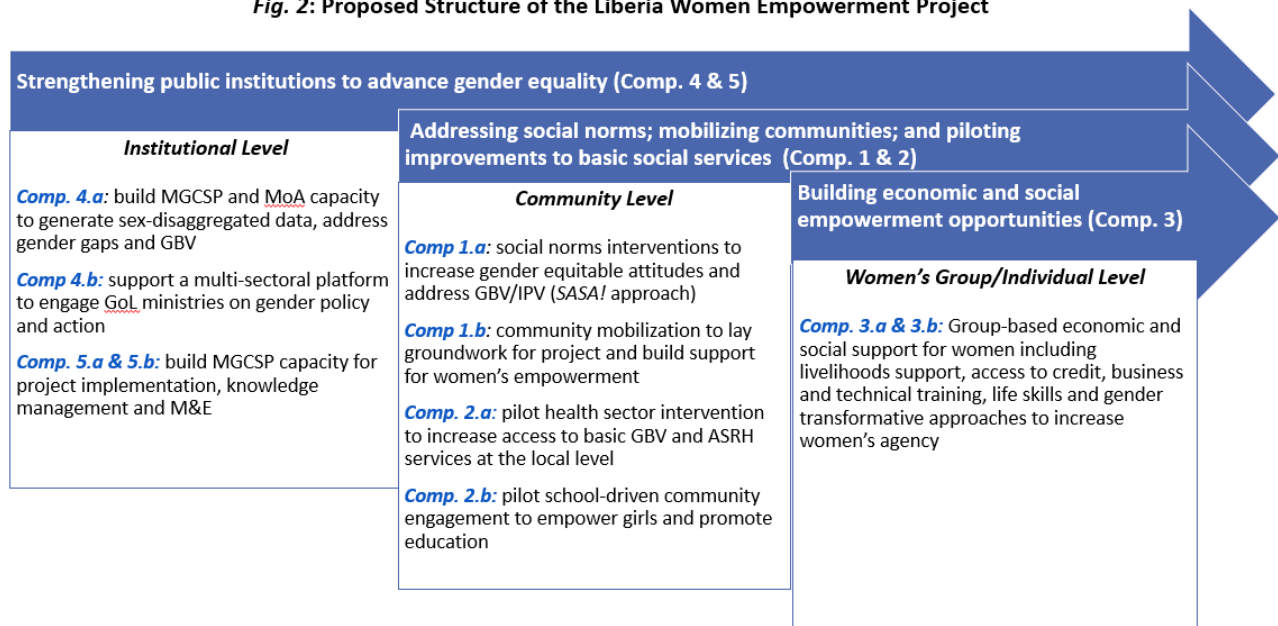 Fig. 2: Proposed Structure of the Liberia Women Empowerment Project
Strengthening public institutions to advance gender equality (Comp. 4 & 5)
Institutional Level
Comp. 4.a: build MGCSP and MoA capacity
to generate sex-disaggregated data, address
gender gaps and GBV
Comp 4.b: support a multi-sectoral platform
to engage GoL ministries on gender policy
and action
Comp. 5.a & 5.b: build MGCSP capacity for
project implementation, knowledge
management and M&E
Addressing social norms; mobilizing communities; and piloting
improvements to basic social services (Comp. 1 & 2)
Community Level
Comp 1.a: social norms interventions to
increase gender equitable attitudes and
address GBV/IPV (SASA! approach)
Comp 1.b: community mobilization to lay
groundwork for project and build support
for women's empowerment
Comp. 2.a: pilot health sector intervention
to increase access to basic GBV and ASRH
services at the local level
Comp. 2.b: pilot school-driven community
engagement to empower girls and promote
education
Building economic and social
empowerment opportunities (Comp. 3)
Women's Group/Individual Level
Comp. 3.a & 3.b: Group-based economic and
social support for women including
livelihoods support, access to credit, business
and technical training, life skills and gender
transformative approaches to increase
women's agency